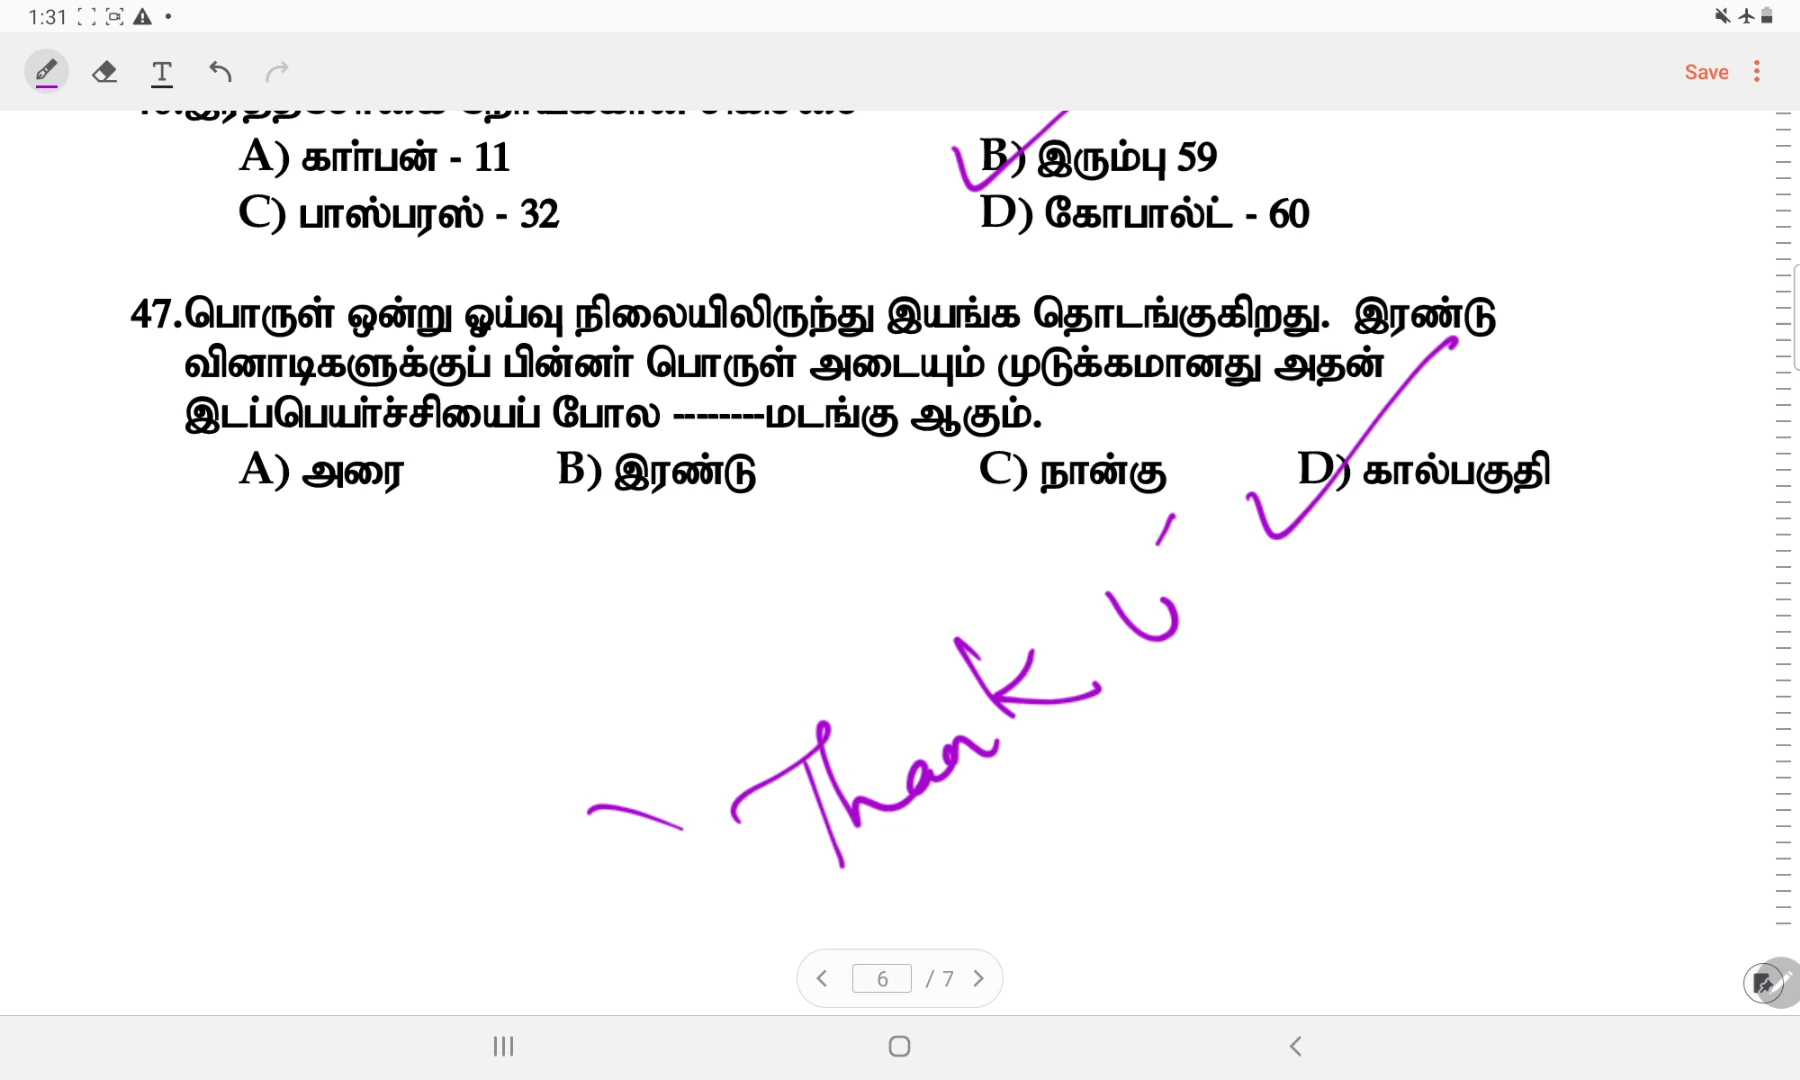 1:31
Save
A) கார்பன் - 11 B) இரும்பு 59
C) பாஸ்பரஸ் - 32 D) கோபால்ட் - 60
47.பொருள் ஒன்று ஓய்வு நிலையிலிருந்து இயங்க தொடங்குகிறது. இரண்டு
வினாடிகளுக்குப் பின்னர் பொருள் அடையும் முடுக்கமானது அதன்
இடப்பெயர்ச்சியைப் போல --------மடங்கு ஆகும்.
A) அரை B) இரண்டு C) நான்கு D) கால்பகுதி
Thank U
6 / 7